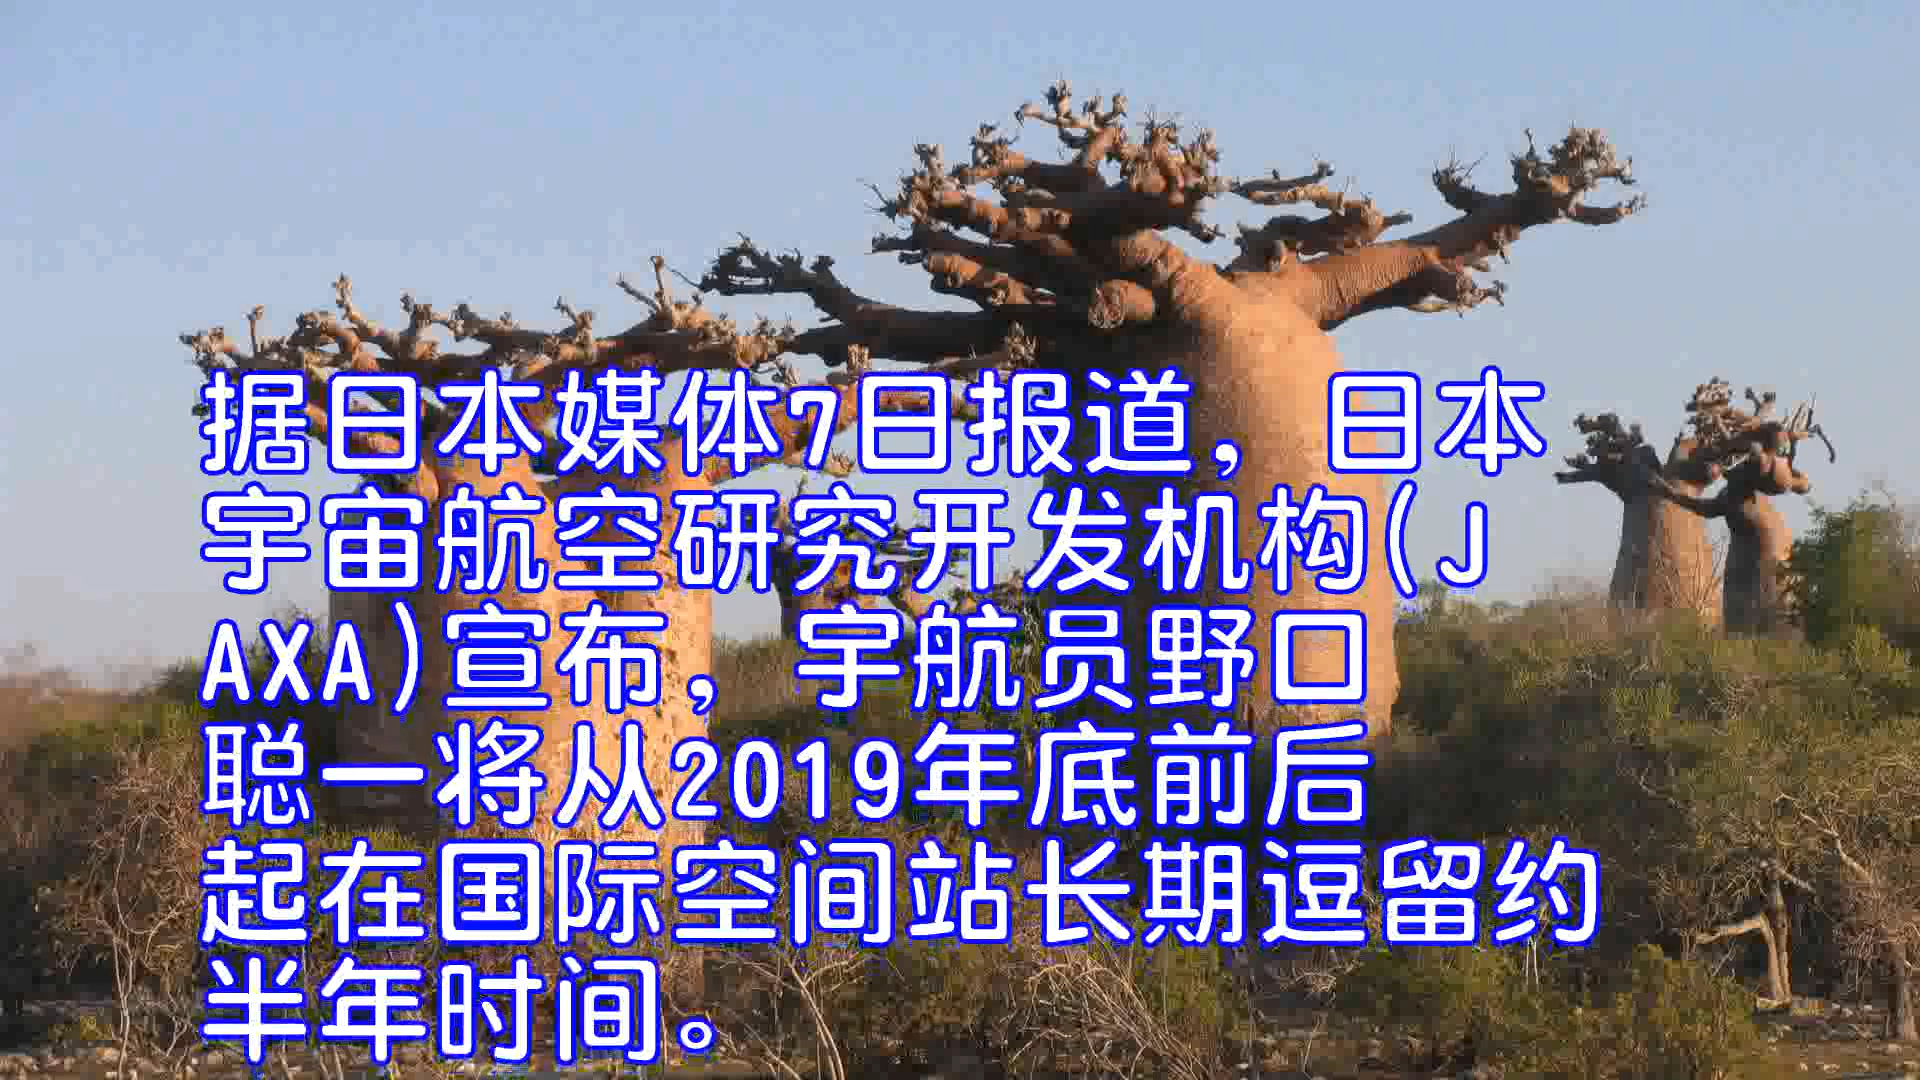 据日本媒体7日报道，日本
宇宙航空研究开发机构(J
AXA)宣布，宇航员野口
聪一将从2019年底前后
起在国际空间站长期逗留约
半年时间。